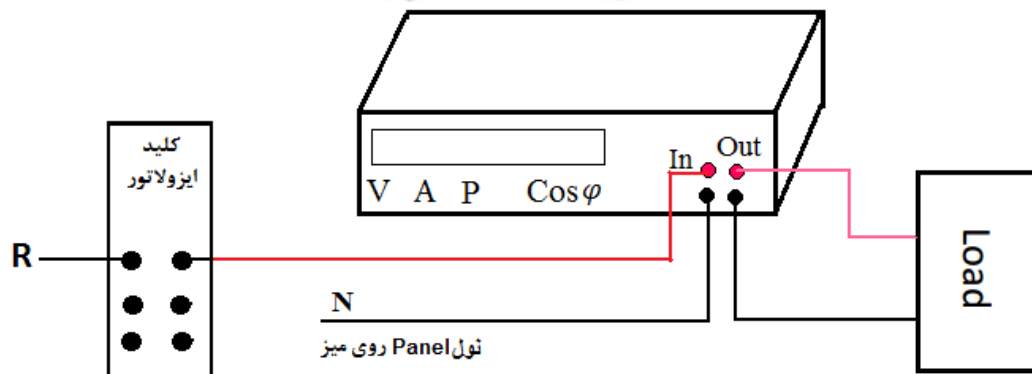 کلید
ایزولاتور
In
Out
V A P Cosφ
R
N
نول Panel روی میز
Load